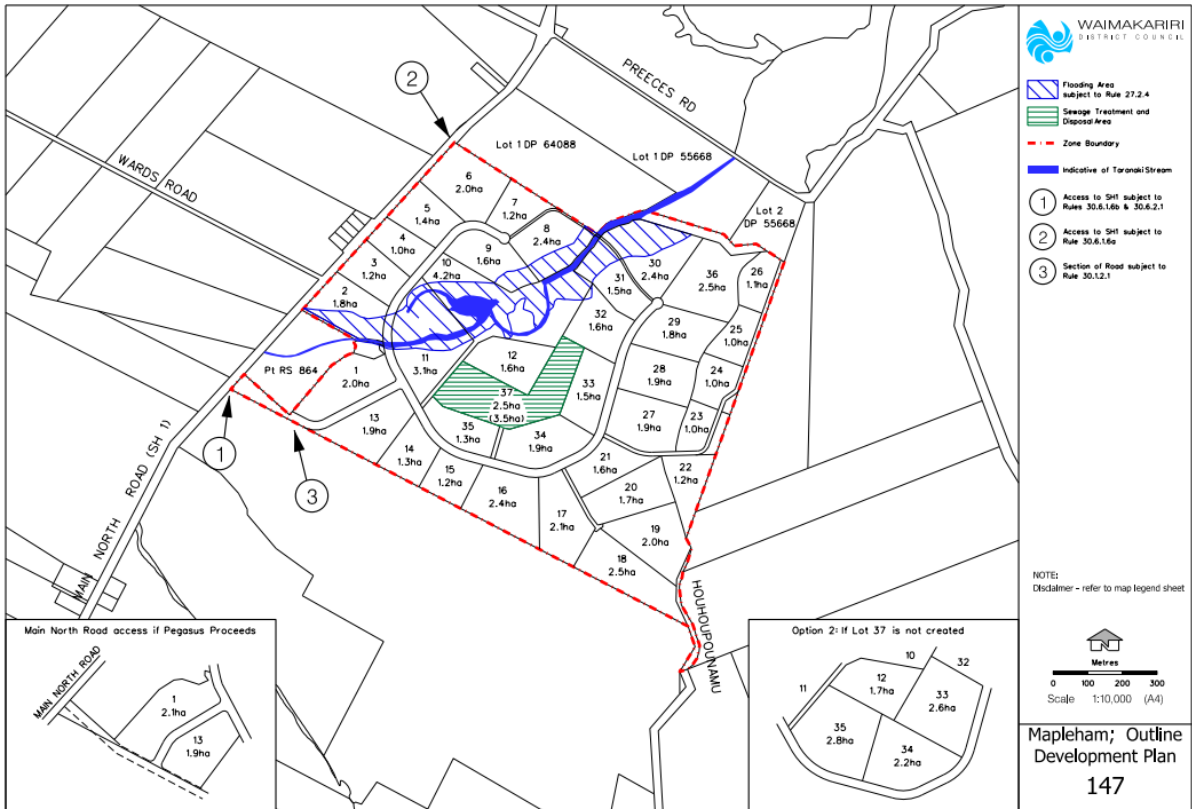 WAIMAKARIRI
DISTRICT COUNCIL
Flooding Area
subject to Rule 27.2.4
Sewage Treatment and
Disposal Area
Zone Boundary
Indicative of Taranaki Stream
1
Access to SH1 subject to
Rules 30.6.1.6b & 30.6.2.1
2
Access to SH1 subject to
Rule 30.6.1.6a
3
Section of Road subject to
Rule 30.1.2.1
NOTE:
Disclaimer - refer to map legend sheet
Metres
0 100 200 300
Scale 1:10,000 (A4)
Mapleham; Outline
Development Plan
147
2
PREECES RD
WARDS ROAD
Lot 1 DP 64088
Lot 1 DP 55668
Lot 2
DP 55668
6
2.0ha
7
1.2ha
5
1.4ha
8
2.4ha
4
1.0ha
9
1.6ha
3
1.2ha
10
4.2ha
2
1.8ha
30
2.4ha
31
1.5ha
36
2.5ha
26
1.1ha
32
1.6ha
29
1.8ha
25
1.0ha
Pt RS 864
1
2.0ha
11
3.1ha
12
1.6ha
28
1.9ha
24
1.0ha
37
2.5ha
(3.5ha)
33
1.5ha
27
1.9ha
23
1.0ha
13
1.9ha
35
1.3ha
34
1.9ha
14
1.3ha
15
1.2ha
16
2.4ha
21
1.6ha
22
1.2ha
20
1.7ha
17
2.1ha
19
2.0ha
18
2.5ha
1
3
MAIN NORTH ROAD (SH 1)
HOUHOUPOUNAMU
Main North Road access if Pegasus Proceeds
MAIN NORTH ROAD
1
2.1ha
13
1.9ha
Option 2: If Lot 37 is not created
10
32
11
12
1.7ha
33
2.6ha
35
2.8ha
34
2.2ha